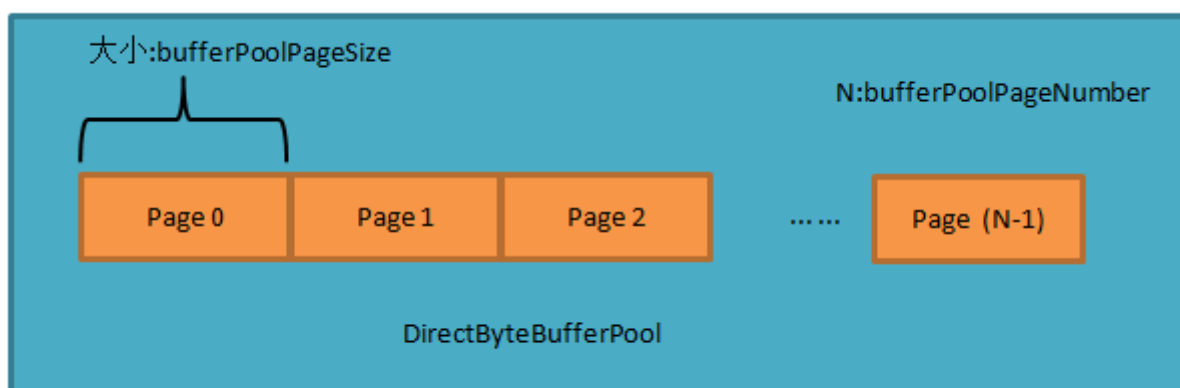 大小:bufferPoolPageSize
N:bufferPoolPageNumber
Page 0
Page 1
Page 2
......
Page (N-1)
DirectByteBufferPool